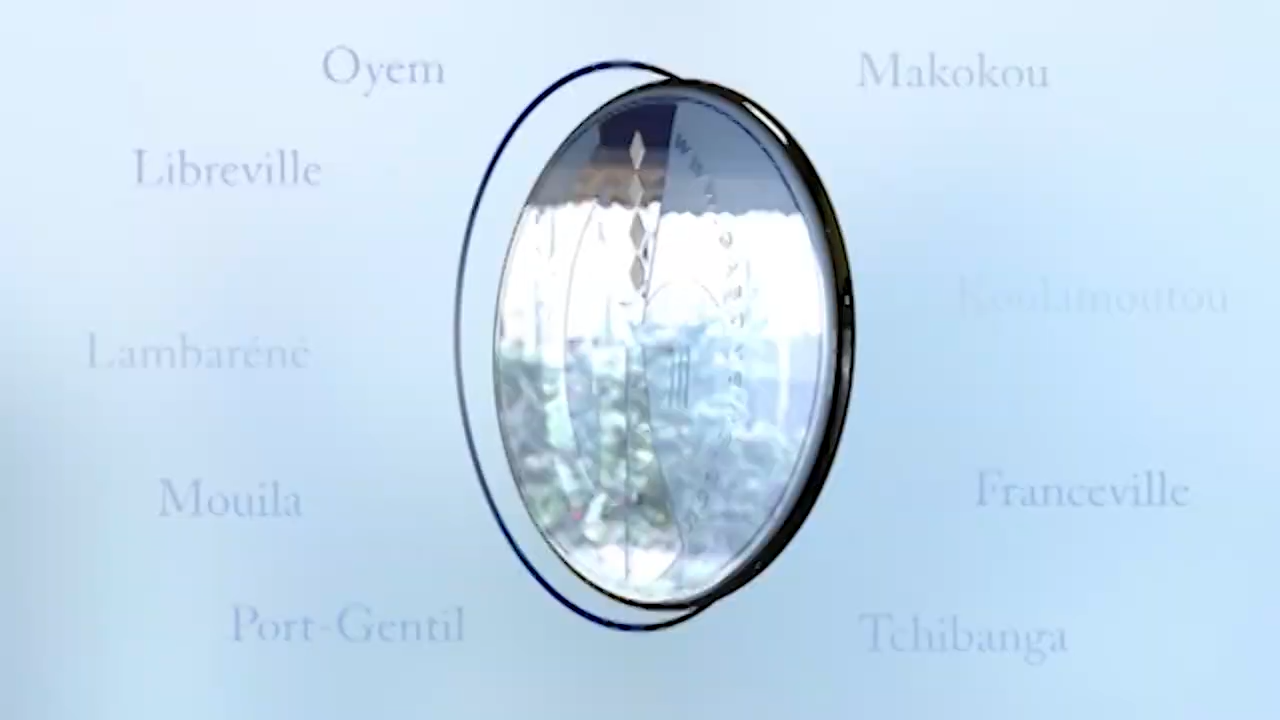 Oyem
Makokou
Libreville
Koulamoutou
Lambaréné
Mouila
Franceville
Port-Gentil
Tchibanga